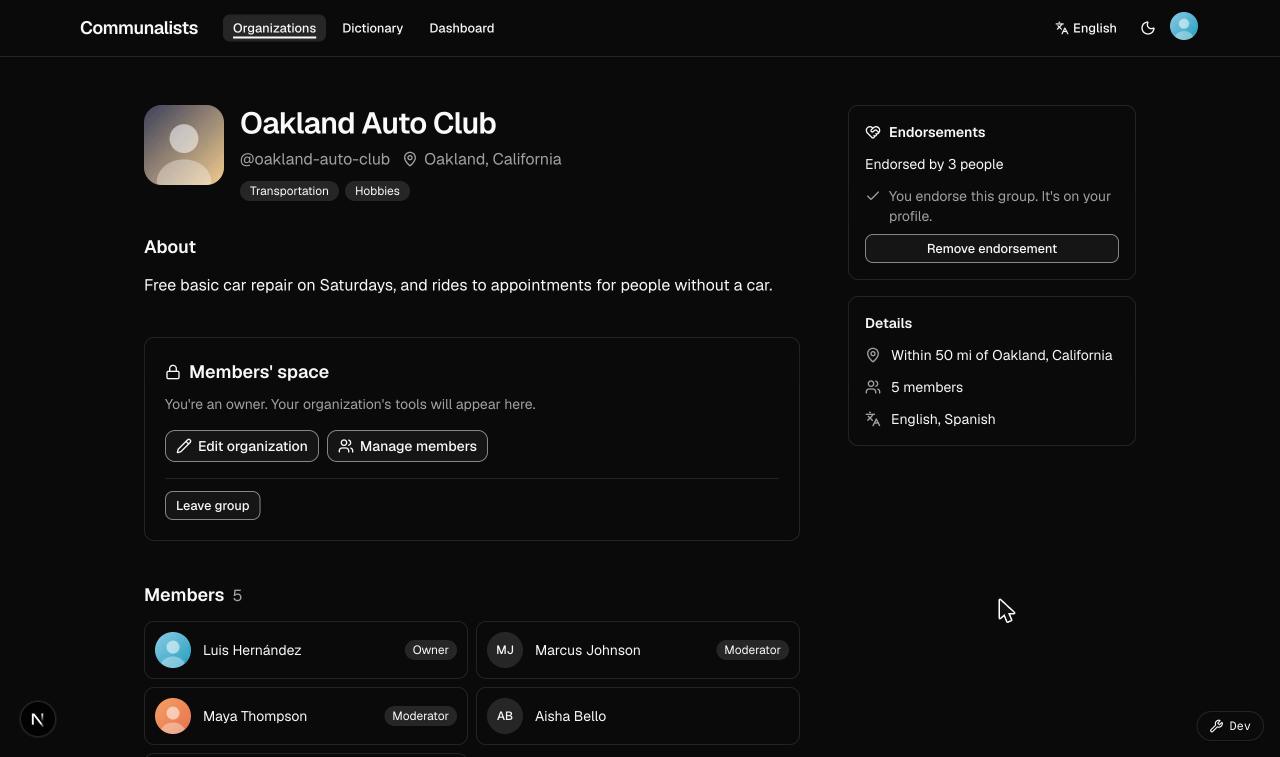 Communalists
Organizations
Dictionary
Dashboard
English
Oakland Auto Club
@oakland-auto-club
Oakland, California
Transportation
Hobbies
About
Free basic car repair on Saturdays, and rides to appointments for people without a car.
Members' space
You're an owner. Your organization's tools will appear here.
Edit organization
Manage members
Leave group
Members 5
Luis Hernández
Owner
MJ
Marcus Johnson
Moderator
Maya Thompson
Moderator
AB
Aisha Bello
Endorsements
Endorsed by 3 people
You endorse this group. It's on your
profile.
Remove endorsement
Details
Within 50 mi of Oakland, California
5 members
English, Spanish
N
Dev